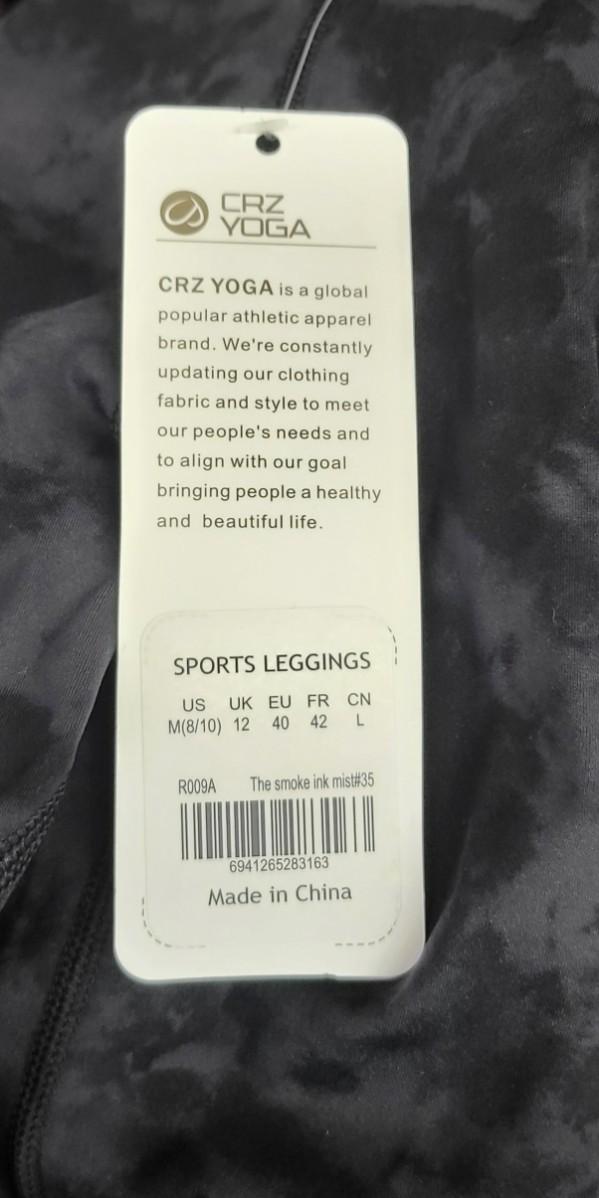 CRZ
YOGA
CRZ YOGA is a global
popular athletic apparel
brand. We're constantly
updating our clothing
fabric and style to meet
our people's needs and
to align with our goal
bringing people a healthy
and beautiful life.
SPORTS LEGGINGS
US UK EU FR CN
M(8/10) 12 40 42 L
R009A The smoke ink mist#35
6941265283163
Made in China